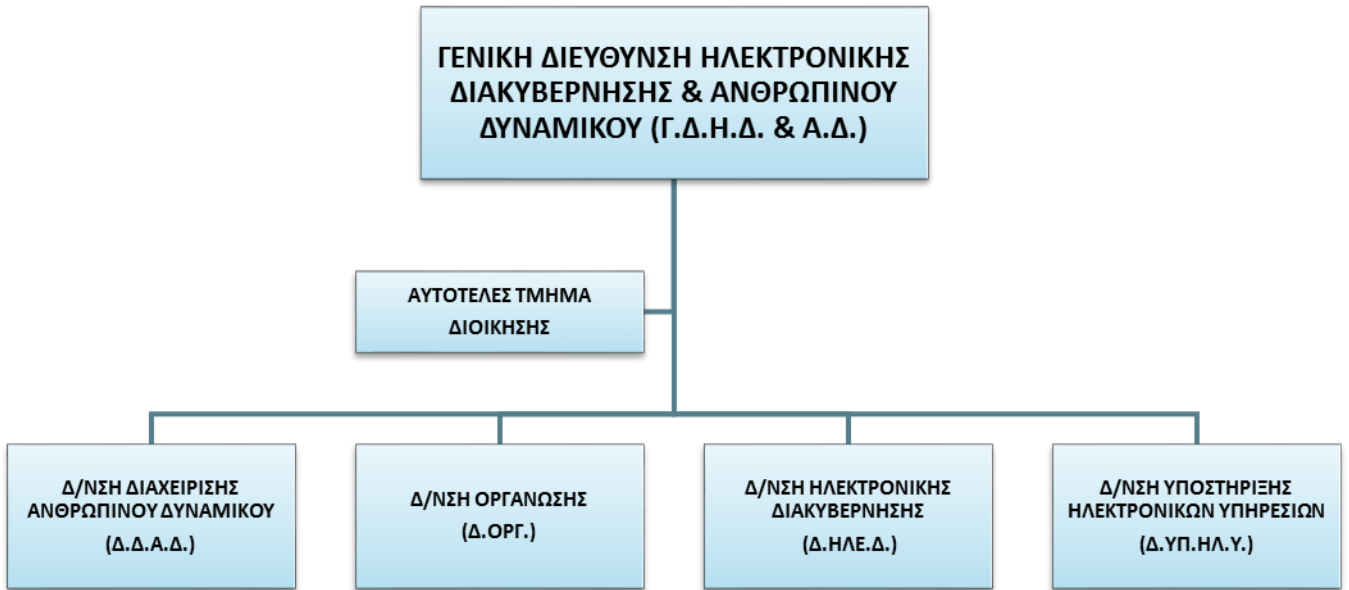 ΓΕΝΙΚΗ ΔΙΕΥΘΥΝΣΗ ΗΛΕΚΤΡΟΝΙΚΗΣ
ΔΙΑΚΥΒΕΡΝΗΣΗΣ & ΑΝΘΡΩΠΙΝΟΥ
ΔΥΝΑΜΙΚΟΥ (Γ.Δ.Η.Δ. & Α.Δ.)
ΑΥΤΟΤΕΛΕΣ ΤΜΗΜΑ
ΔΙΟΙΚΗΣΗΣ
Δ/ΝΣΗ ΔΙΑΧΕΙΡΙΣΗΣ
ΑΝΘΡΩΠΙΝΟΥ ΔΥΝΑΜΙΚΟΥ
(Δ.Δ.Α.Δ.)
Δ/ΝΣΗ ΟΡΓΑΝΩΣΗΣ
(Δ.ΟΡΓ.)
Δ/ΝΣΗ ΗΛΕΚΤΡΟΝΙΚΗΣ
ΔΙΑΚΥΒΕΡΝΗΣΗΣ
(Δ.ΗΛΕ.Δ.)
Δ/ΝΣΗ ΥΠΟΣΤΗΡΙΞΗΣ
ΗΛΕΚΤΡΟΝΙΚΩΝ ΥΠΗΡΕΣΙΩΝ
(Δ.ΥΠ.ΗΛ.Υ.)